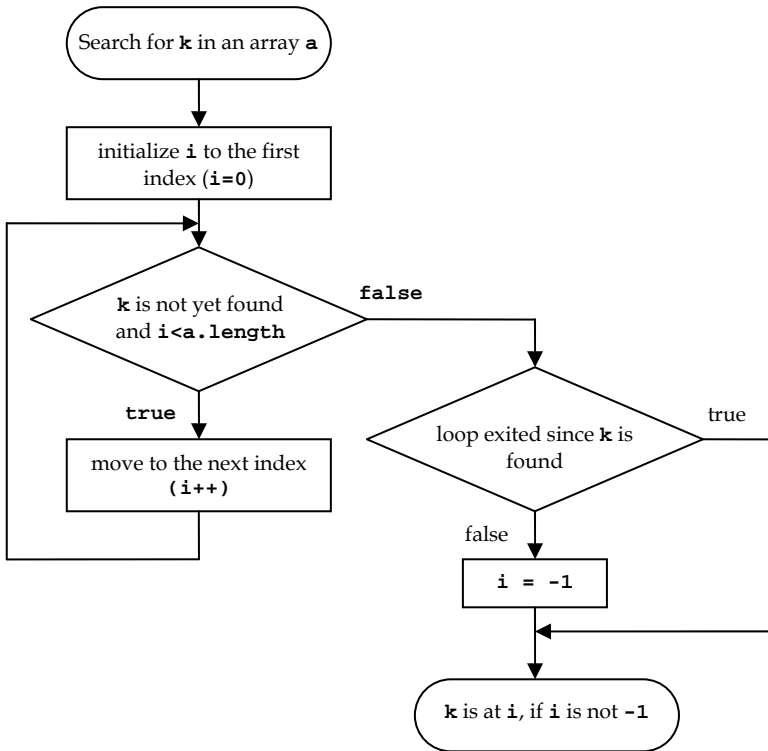 Search for k in an array a
initialize i to the first
index (i=0)
k is not yet found
and i<a.length
false
true
move to the next index
(i++)
loop exited since k is
found
true
false
i = -1
k is at i, if i is not -1